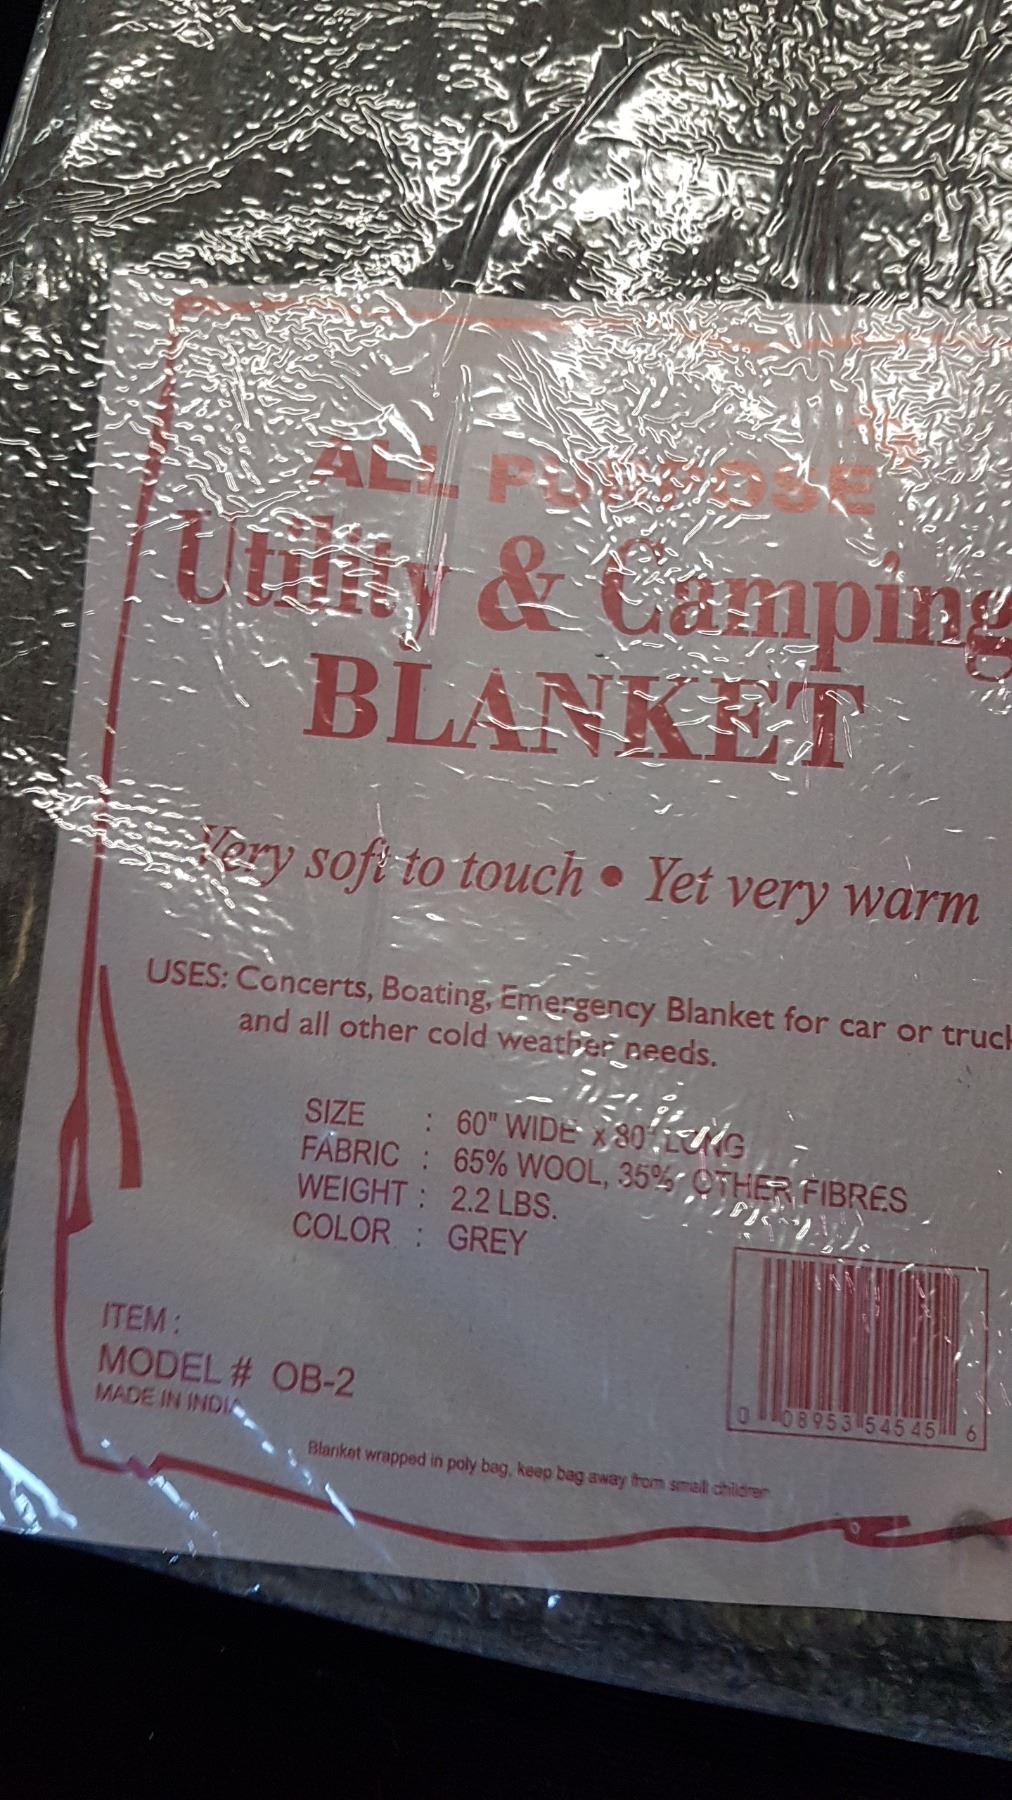 ALL PURPOSE
Utility & Camping
BLANKET
Very soft to touch • Yet very warm
USES: Concerts, Boating, Emergency Blanket for car or truck
and all other cold weather needs.
SIZE : 60" WIDE x 80" LONG
FABRIC : 65% WOOL, 35% OTHER FIBRES
WEIGHT : 2.2 LBS.
COLOR : GREY
ITEM :
MODEL # OB-2
MADE IN INDIA
0 08953 54545 6
Blanket wrapped in poly bag, keep bag away from small children